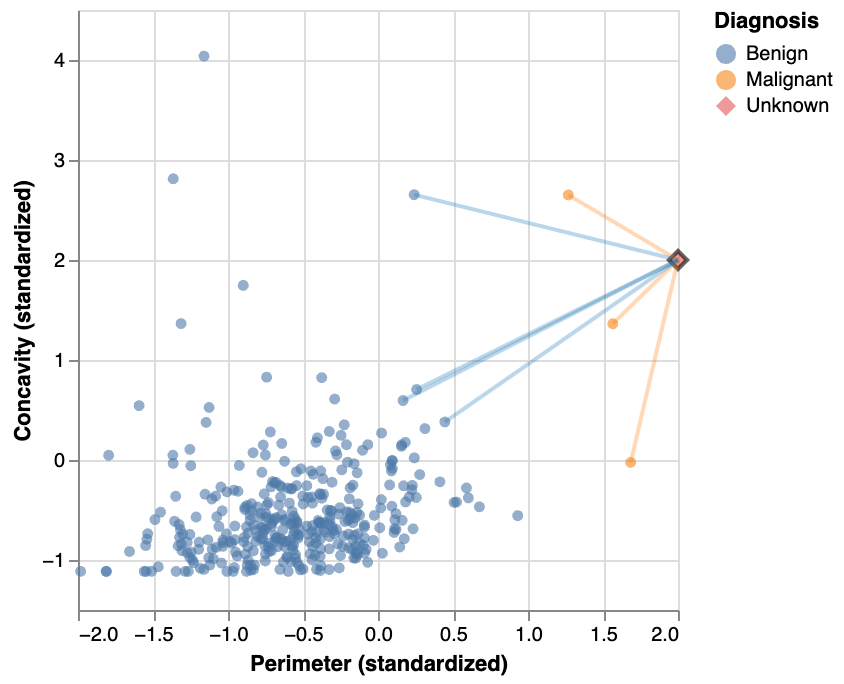 Diagnosis
Benign
Malignant
Unknown
4
3
2
1
0
−1
Concavity (standardized)
−2.0 −1.5 −1.0 −0.5 0.0 0.5 1.0 1.5 2.0
Perimeter (standardized)